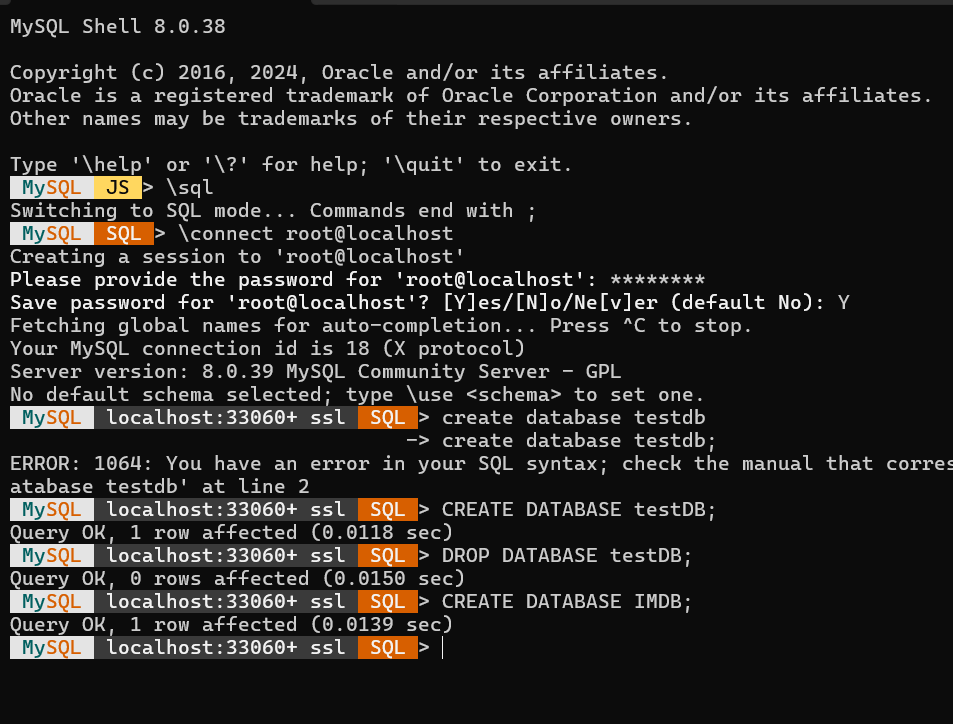 MySQL Shell 8.0.38
Copyright (c) 2016, 2024, Oracle and/or its affiliates.
Oracle is a registered trademark of Oracle Corporation and/or its affiliates.
Other names may be trademarks of their respective owners.
Type '\help' or '\?' for help; '\quit' to exit.
MySQL JS > \sql
Switching to SQL mode... Commands end with ;
MySQL SQL > \connect root@localhost
Creating a session to 'root@localhost'
Please provide the password for 'root@localhost': ********
Save password for 'root@localhost'? [Y]es/[N]o/Ne[v]er (default No): Y
Fetching global names for auto-completion... Press ^C to stop.
Your MySQL connection id is 18 (X protocol)
Server version: 8.0.39 MySQL Community Server - GPL
No default schema selected; type \use <schema> to set one.
MySQL localhost:33060+ ssl SQL > create database testdb
-> create database testdb;
ERROR: 1064: You have an error in your SQL syntax; check the manual that corres
atabase testdb' at line 2
MySQL localhost:33060+ ssl SQL > CREATE DATABASE testDB;
Query OK, 1 row affected (0.0118 sec)
MySQL localhost:33060+ ssl SQL > DROP DATABASE testDB;
Query OK, 0 rows affected (0.0150 sec)
MySQL localhost:33060+ ssl SQL > CREATE DATABASE IMDB;
Query OK, 1 row affected (0.0139 sec)
MySQL localhost:33060+ ssl SQL >